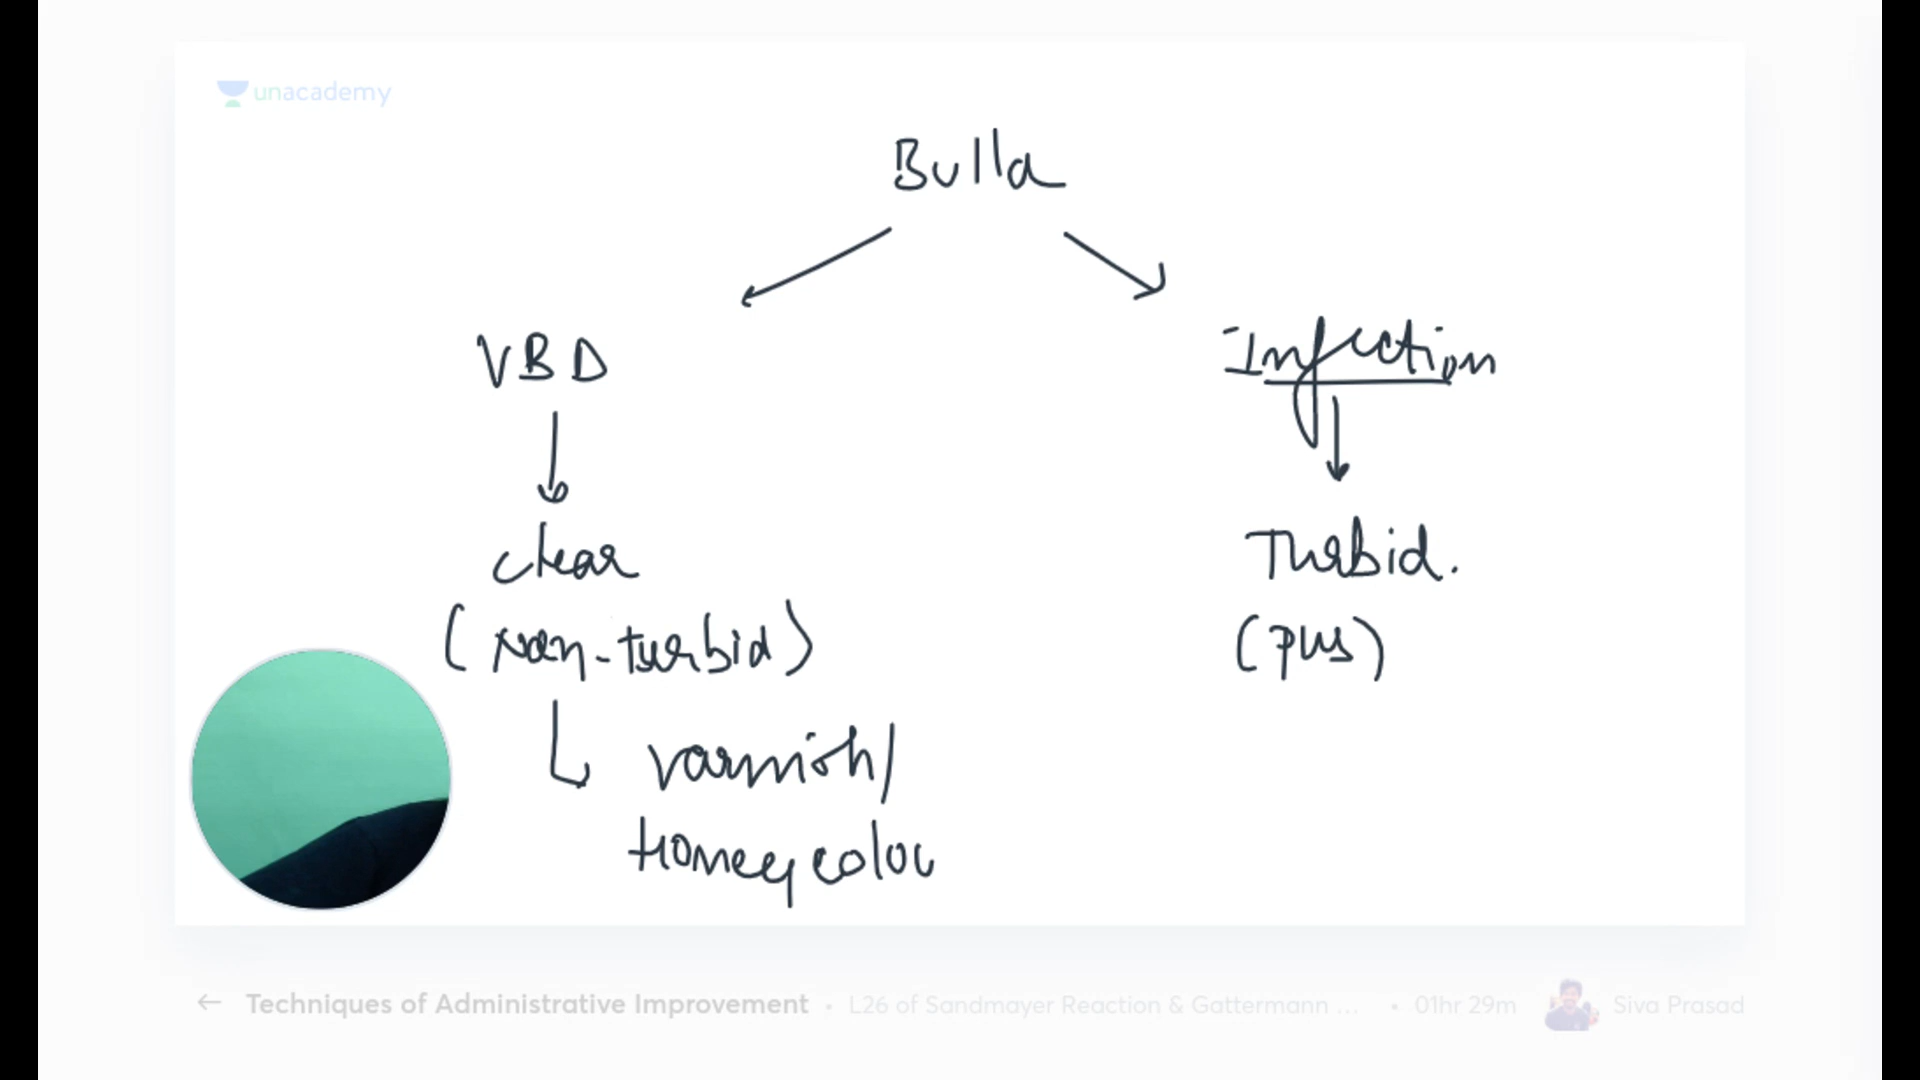 unacademy
Bulla
VBD
Infection
clear
Turbid.
(Non-turbid)
(pus)
varnish/
Honey colou
Techniques of Administrative Improvement • L26 of Sandmayer Reaction & Gattermann ... • 01hr 29m Siva Prasad